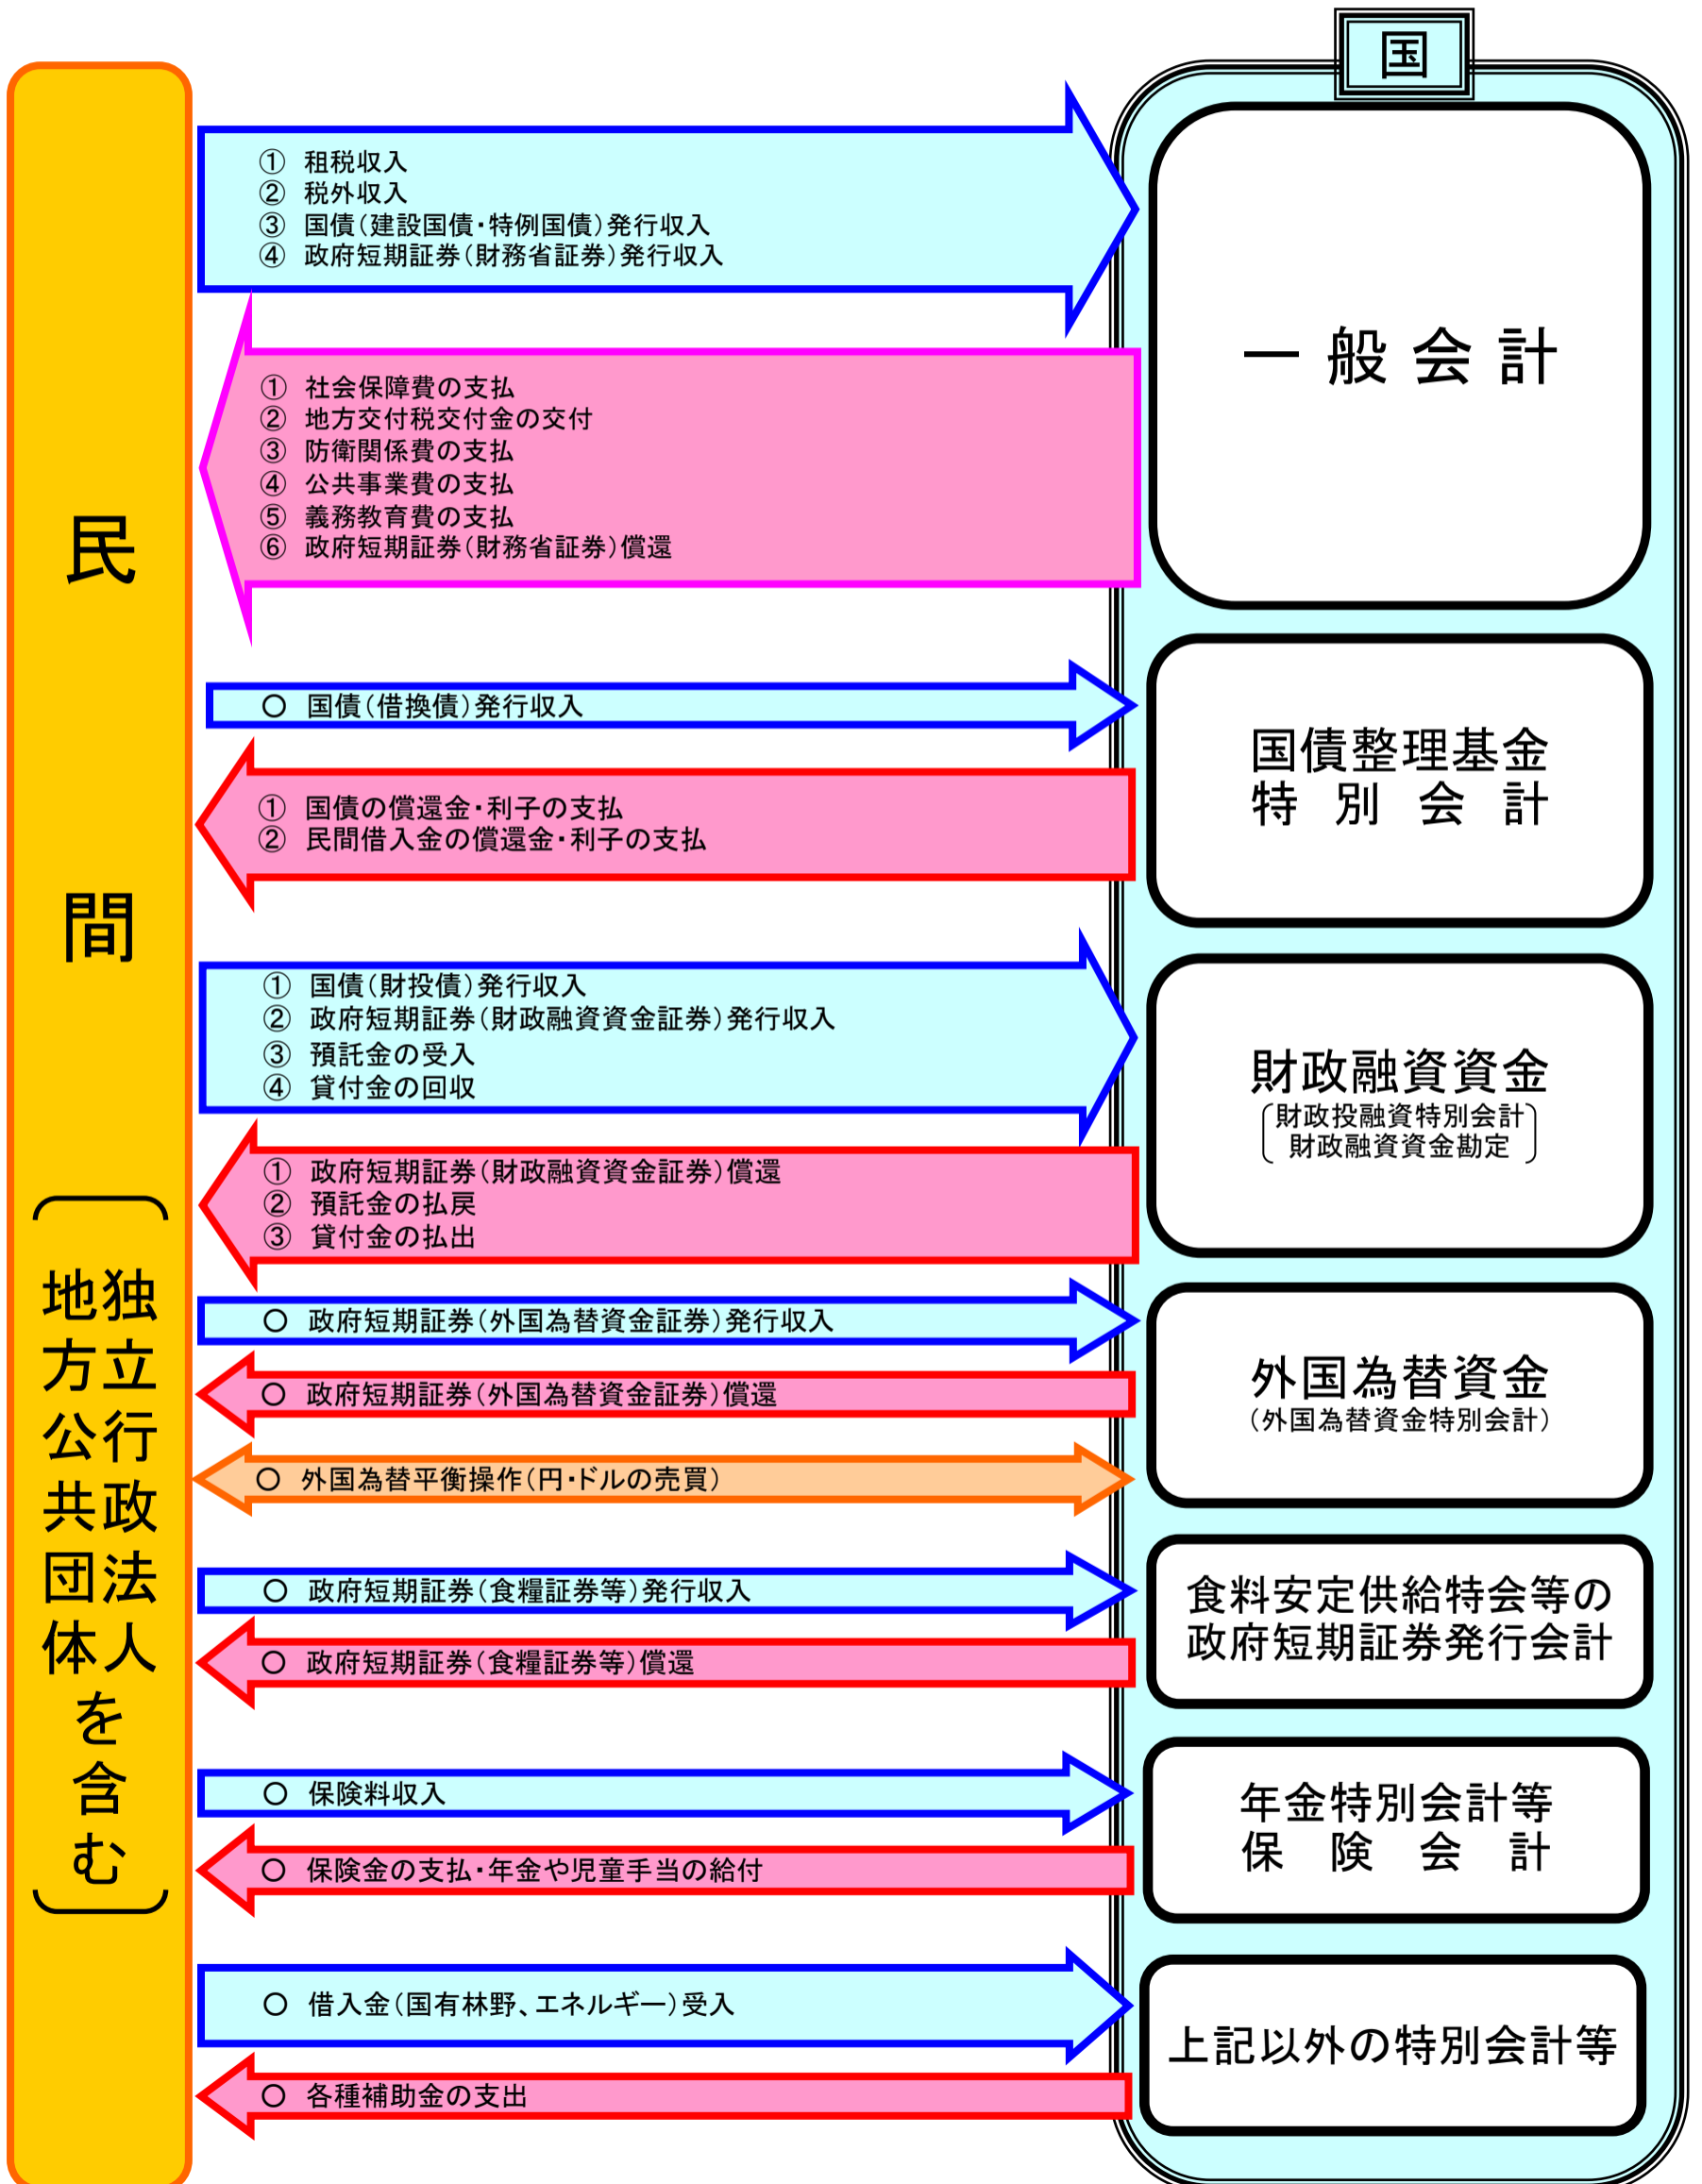 国
民間
独立行政法人
地方公共団体を含む
① 租税収入
② 税外収入
③ 国債（建設国債・特例国債）発行収入
④ 政府短期証券（財務省証券）発行収入
① 社会保障費の支払
② 地方交付税交付金の交付
③ 防衛関係費の支払
④ 公共事業費の支払
⑤ 義務教育費の支払
⑥ 政府短期証券（財務省証券）償還
一般会計
○ 国債（借換債）発行収入
① 国債の償還金・利子の支払
② 民間借入金の償還金・利子の支払
国債整理基金
特別会計
① 国債（財投債）発行収入
② 政府短期証券（財政融資資金証券）発行収入
③ 預託金の受入
④ 貸付金の回収
① 政府短期証券（財政融資資金証券）償還
② 預託金の払戻
③ 貸付金の払出
財政融資資金
財政投融資特別会計
財政融資資金勘定
○ 政府短期証券（外国為替資金証券）発行収入
○ 政府短期証券（外国為替資金証券）償還
○ 外国為替平衡操作（円・ドルの売買）
外国為替資金
（外国為替資金特別会計）
○ 政府短期証券（食糧証券等）発行収入
○ 政府短期証券（食糧証券等）償還
食料安定供給特会等の
政府短期証券発行会計
○ 保険料収入
○ 保険金の支払・年金や児童手当の給付
年金特別会計等
保険会計
○ 借入金（国有林野、エネルギー）受入
○ 各種補助金の支出
上記以外の特別会計等